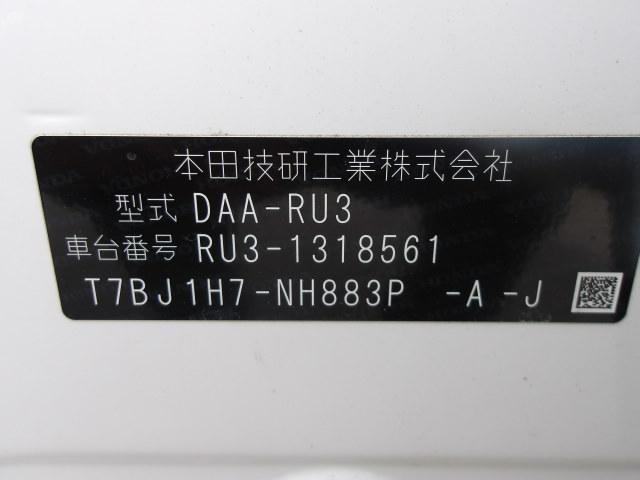 本田技研工業株式会社
型式 DAA-RU3
車台番号 RU3-1318561
T7BJ1H7-NH883P -A -J